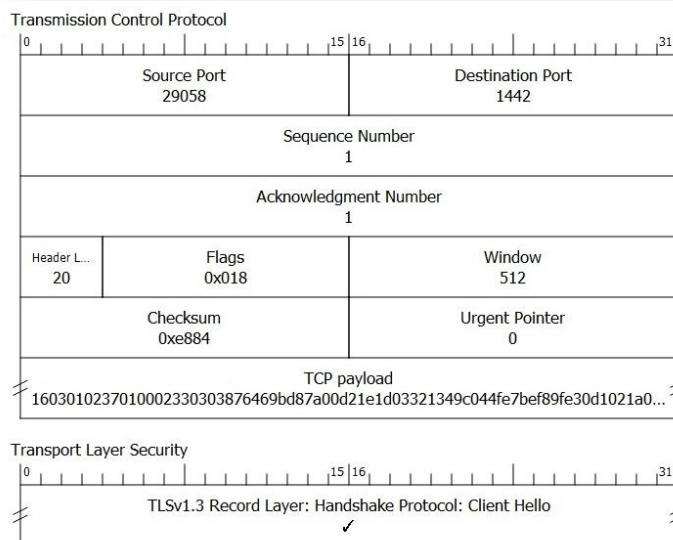 Transmission Control Protocol
0 15 16 31
Source Port Destination Port
29058 1442
Sequence Number
1
Acknowledgment Number
1
Header L... Flags Window
20 0x018 512
Checksum Urgent Pointer
0xe884 0
TCP payload
1603010237010002330303876469bd87a00d21e1d03321349c044fe7bef89fe30d1021a0...
Transport Layer Security
0 15 16 31
TLSv1.3 Record Layer: Handshake Protocol: Client Hello
✓